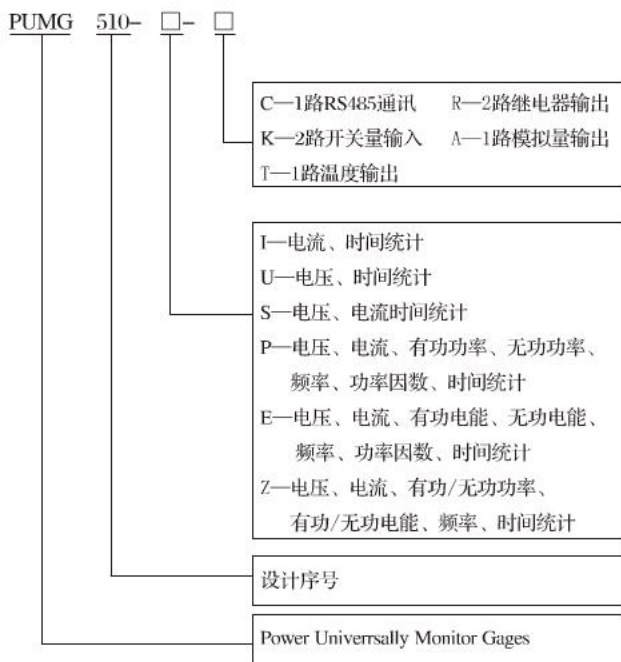 PUMG 510- □- □
C—1路RS485通讯 R—2路继电器输出
K—2路开关量输入 A—1路模拟量输出
T—1路温度输出
I—电流、时间统计
U—电压、时间统计
S—电压、电流时间统计
P—电压、电流、有功功率、无功功率、
频率、功率因数、时间统计
E—电压、电流、有功电能、无功电能、
频率、功率因数、时间统计
Z—电压、电流、有功/无功功率、
有功/无功电能、频率、时间统计
设计序号
Power Univerrsally Monitor Gages